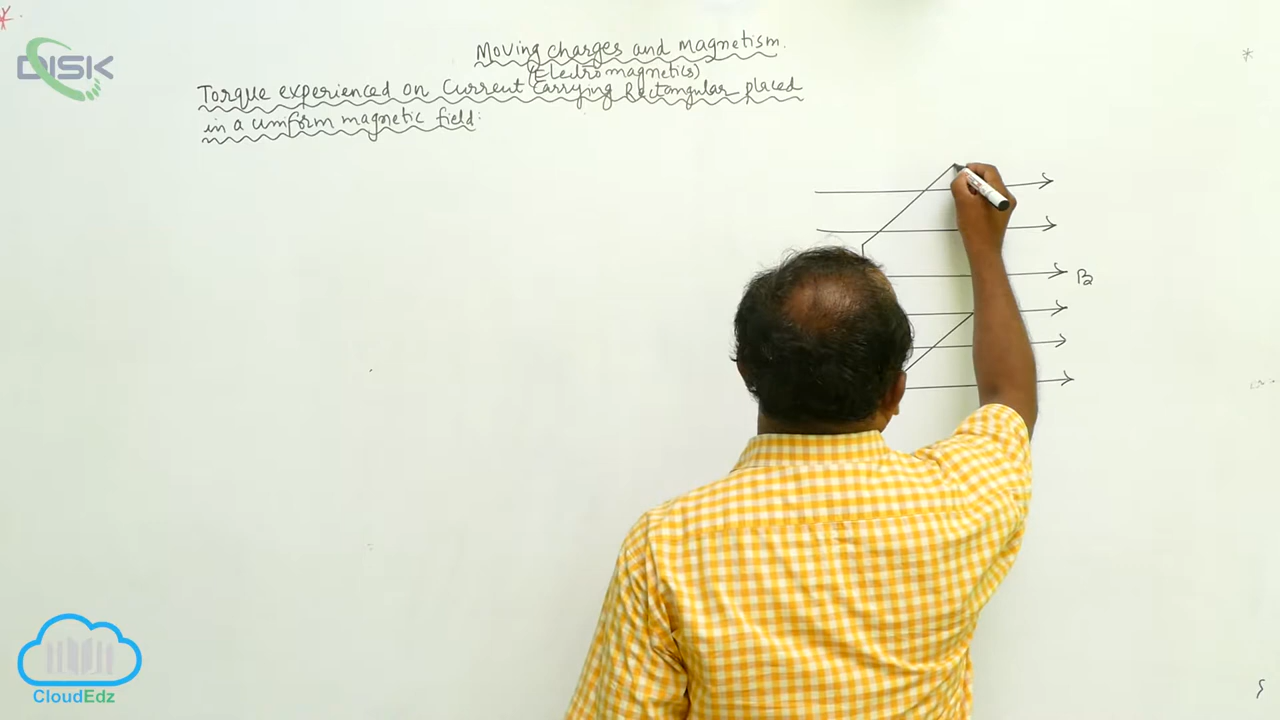 DISK
Moving charges and magnetism.
(Electromagnetics)
Torque experienced on Current Carrying Rectangular placed
in a uniform magnetic field:
B
CloudEdz